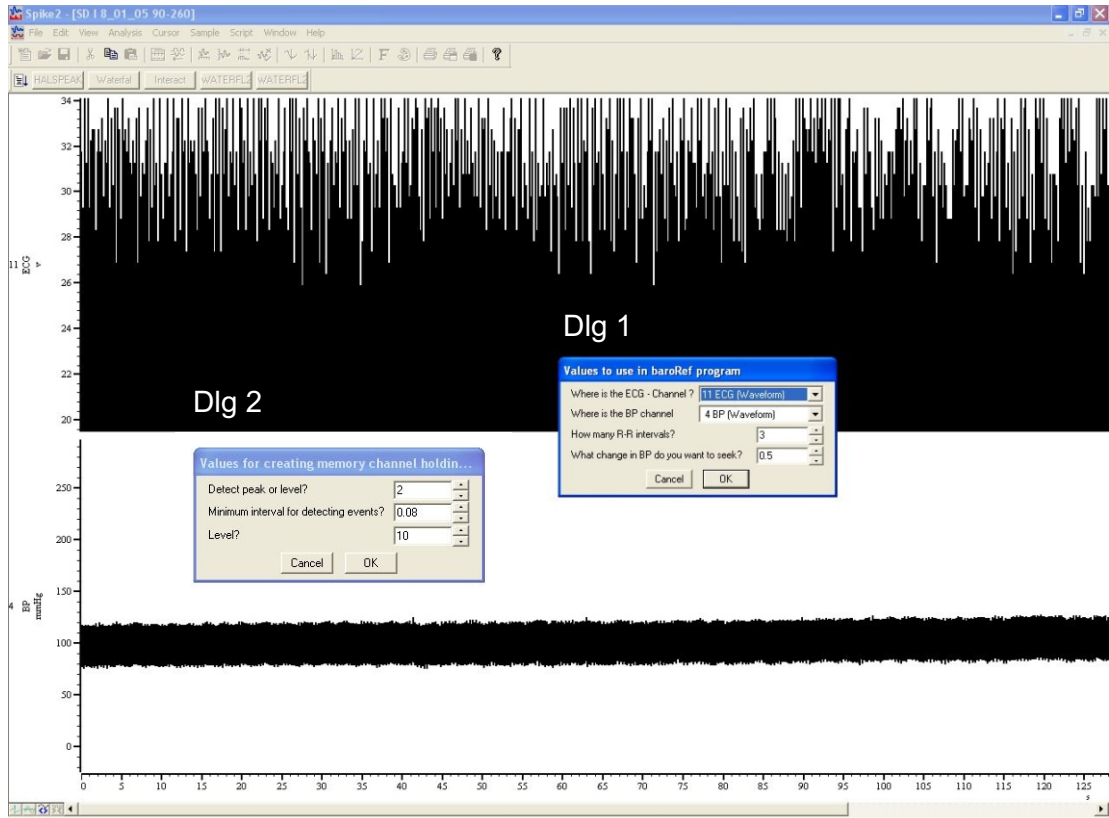 Spike2 - [SD I 8_01_05 90-260]
File Edit View Analysis Cursor Sample Script Window Help
HALSPEAK Waterfal Interact WATERFL2 WATERFL2
34
32
30
28
26
24
22
20
11 ECG v
Dlg 1
Values to use in baroRef program
Where is the ECG - Channel ? 11 ECG (Waveform)
Where is the BP channel 4 BP (Waveform)
How many R-R intervals? 3
What change in BP do you want to seek? 0.5
Cancel OK
Dlg 2
Values for creating memory channel holdin...
Detect peak or level? 2
Minimum interval for detecting events? 0.08
Level? 10
Cancel OK
250
200
150
100
50
0
4 BP mmHg
0 5 10 15 20 25 30 35 40 45 50 55 60 65 70 75 80 85 90 95 100 105 110 115 120 125
s